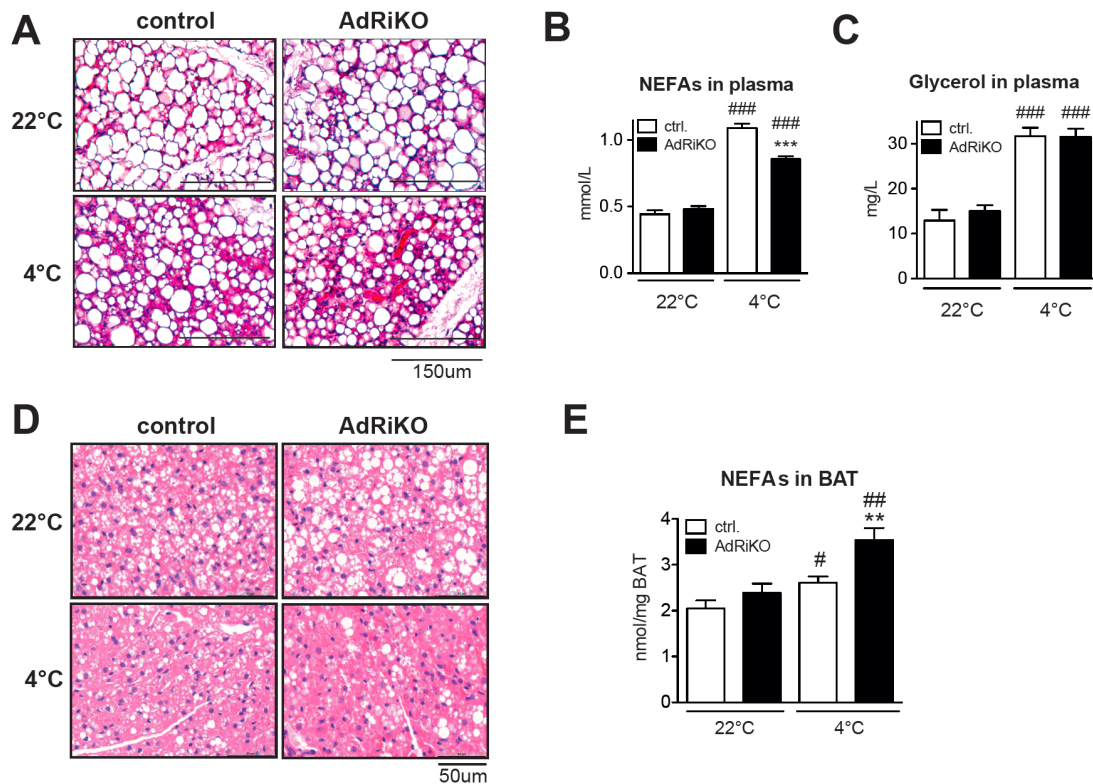 A
control
AdRiKO
22°C
4°C
150um
B
NEFAs in plasma
ctrl.
AdRiKO
###
###
***
mmol/L
1.0
0.5
0.0
22°C
4°C
C
Glycerol in plasma
ctrl.
AdRiKO
###
###
mg/L
30
20
10
0
22°C
4°C
D
control
AdRiKO
22°C
4°C
50um
E
NEFAs in BAT
ctrl.
AdRiKO
#
##
**
nmol/mg BAT
4
3
2
1
0
22°C
4°C